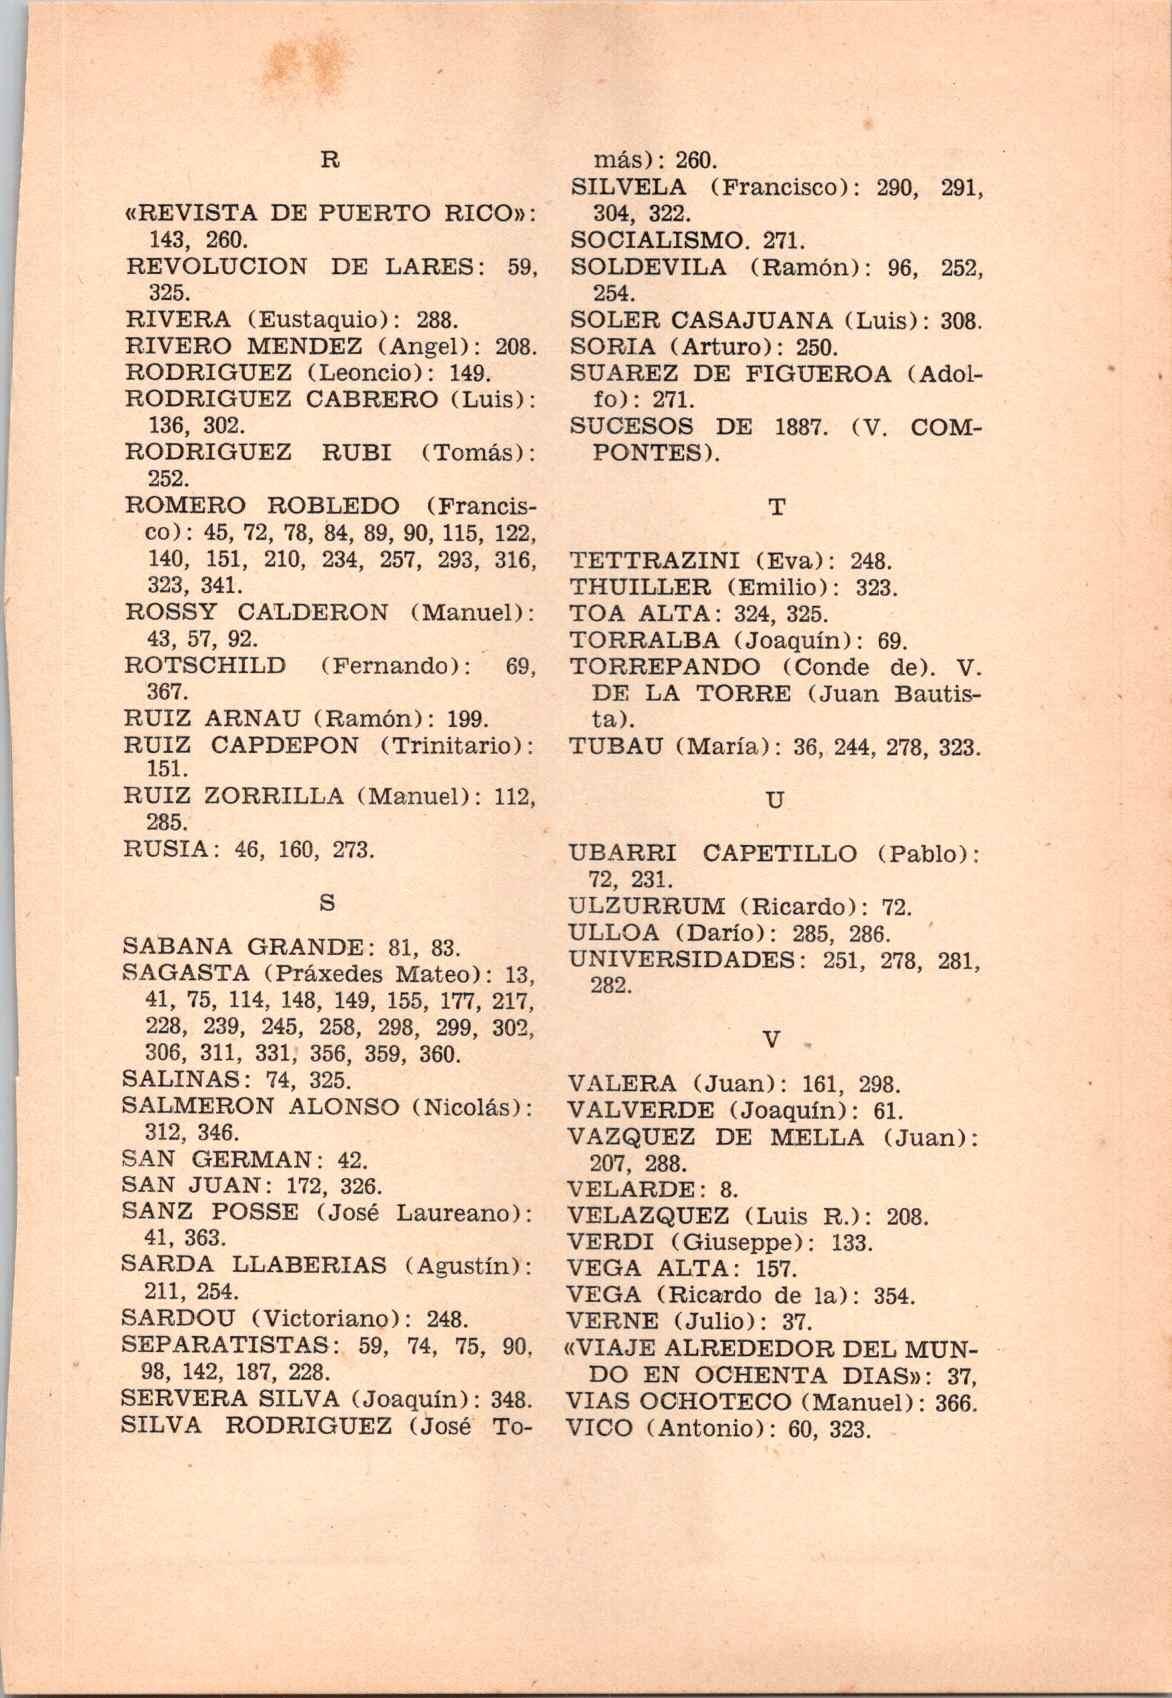 R
«REVISTA DE PUERTO RICO»:
143, 260.
REVOLUCION DE LARES: 59,
325.
RIVERA (Eustaquio): 288.
RIVERO MENDEZ (Angel): 208.
RODRIGUEZ (Leoncio): 149.
RODRIGUEZ CABRERO (Luis):
136, 302.
RODRIGUEZ RUBI (Tomás):
252.
ROMERO ROBLEDO (Francis-
co): 45, 72, 78, 84, 89, 90, 115, 122,
140, 151, 210, 234, 257, 293, 316,
323, 341.
ROSSY CALDERON (Manuel):
43, 57, 92.
ROTSCHILD (Fernando): 69,
367.
RUIZ ARNAU (Ramón): 199.
RUIZ CAPDEPON (Trinitario):
151.
RUIZ ZORRILLA (Manuel): 112,
285.
RUSIA: 46, 160, 273.
S
SABANA GRANDE: 81, 83.
SAGASTA (Práxedes Mateo): 13,
41, 75, 114, 148, 149, 155, 177, 217,
228, 239, 245, 258, 298, 299, 302,
306, 311, 331, 356, 359, 360.
SALINAS: 74, 325.
SALMERON ALONSO (Nicolás):
312, 346.
SAN GERMAN: 42.
SAN JUAN: 172, 326.
SANZ POSSE (José Laureano):
41, 363.
SARDA LLABERIAS (Agustín):
211, 254.
SARDOU (Victoriano): 248.
SEPARATISTAS: 59, 74, 75, 90,
98, 142, 187, 228.
SERVERA SILVA (Joaquín): 348.
SILVA RODRIGUEZ (José To-
más): 260.
SILVELA (Francisco): 290, 291,
304, 322.
SOCIALISMO. 271.
SOLDEVILA (Ramón): 96, 252,
254.
SOLER CASAJUANA (Luis): 308.
SORIA (Arturo): 250.
SUAREZ DE FIGUEROA (Adol-
fo): 271.
SUCESOS DE 1887. (V. COM-
PONTES).
T
TETTRAZINI (Eva): 248.
THUILLER (Emilio): 323.
TOA ALTA: 324, 325.
TORRALBA (Joaquín): 69.
TORREPANDO (Conde de). V.
DE LA TORRE (Juan Bautis-
ta).
TUBAU (María): 36, 244, 278, 323.
U
UBARRI CAPETILLO (Pablo):
72, 231.
ULZURRUM (Ricardo): 72.
ULLOA (Darío): 285, 286.
UNIVERSIDADES: 251, 278, 281,
282.
V
VALERA (Juan): 161, 298.
VALVERDE (Joaquín): 61.
VAZQUEZ DE MELLA (Juan):
207, 288.
VELARDE: 8.
VELAZQUEZ (Luis R.): 208.
VERDI (Giuseppe): 133.
VEGA ALTA: 157.
VEGA (Ricardo de la): 354.
VERNE (Julio): 37.
«VIAJE ALREDEDOR DEL MUN-
DO EN OCHENTA DIAS»: 37,
VIAS OCHOTECO (Manuel): 366.
VICO (Antonio): 60, 323.